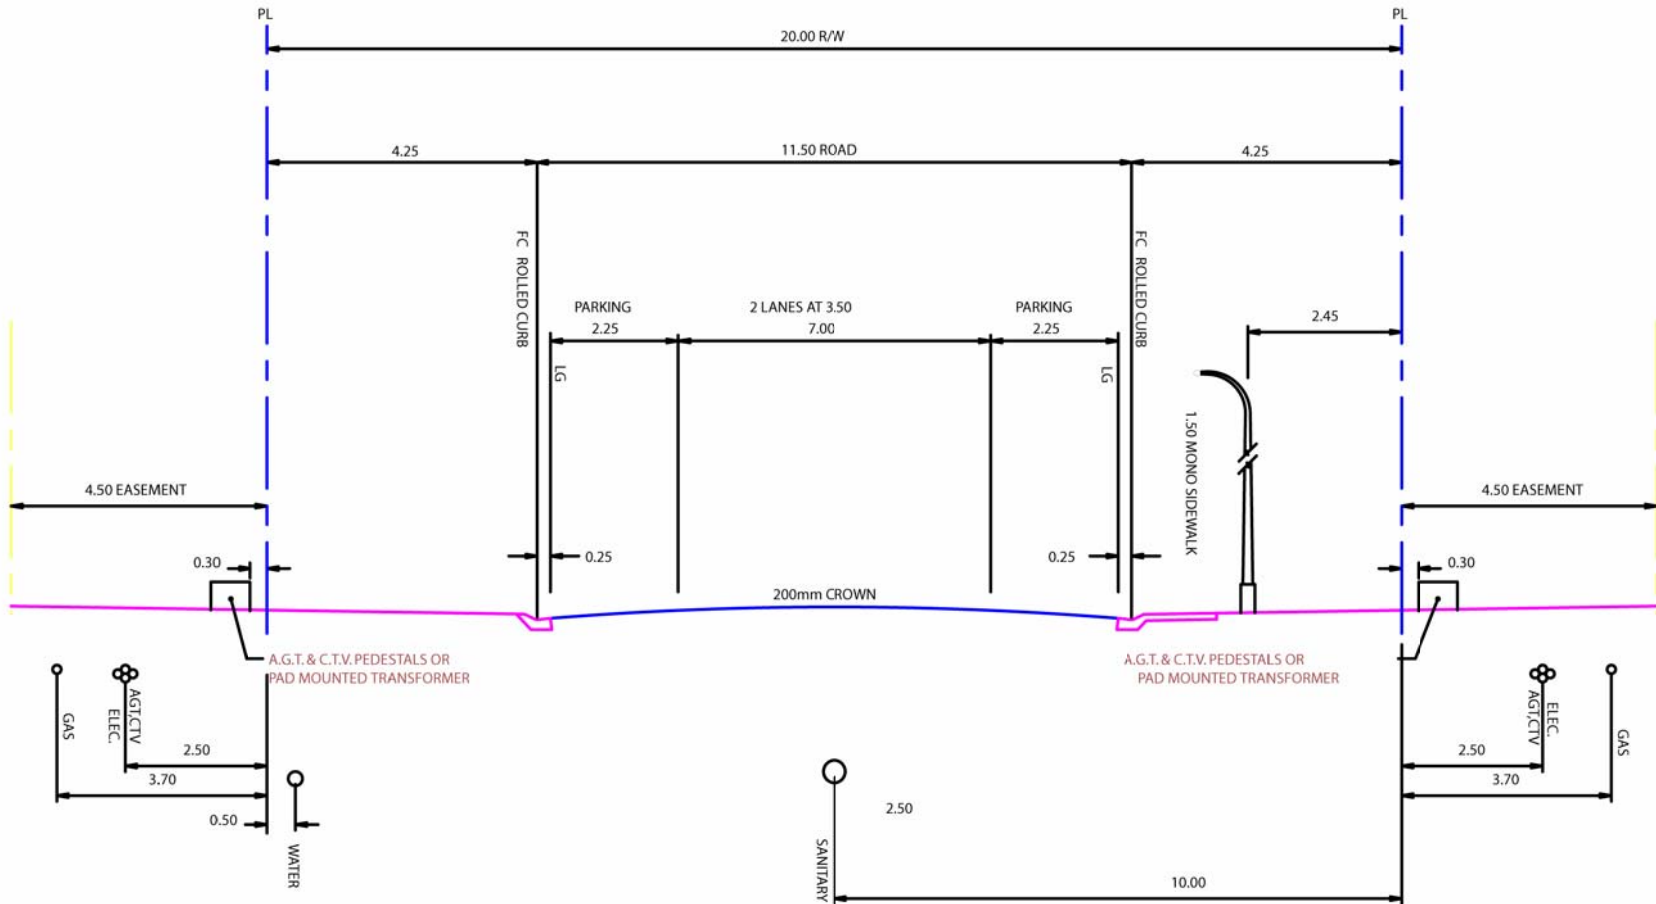 PL
PL
20.00 R/W
4.25
11.50 ROAD
4.25
FC ROLLED CURB
FC ROLLED CURB
PARKING
2 LANES AT 3.50
PARKING
2.25
7.00
2.25
2.45
LG
LG
1.50 MONO SIDEWALK
4.50 EASEMENT
4.50 EASEMENT
0.30
0.25
0.25
0.30
200mm CROWN
A.G.T. & C.T.V. PEDESTALS OR
PAD MOUNTED TRANSFORMER
A.G.T. & C.T.V. PEDESTALS OR
PAD MOUNTED TRANSFORMER
GAS
ELEC.
AGT,CTV
ELEC.
AGT,CTV
GAS
2.50
2.50
3.70
3.70
0.50
2.50
WATER
SANITARY
10.00